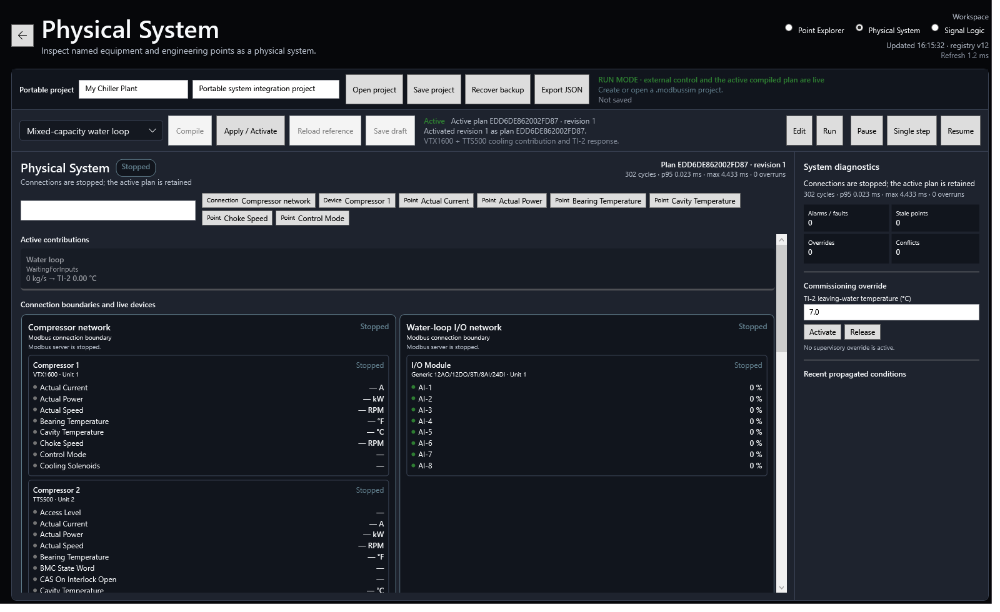 Physical System
Inspect named equipment and engineering points as a physical system.
Workspace
Point Explorer
Physical System
Signal Logic
Updated 16:15:32 · registry v12
Refresh 1.2 ms
Portable project
My Chiller Plant
Portable system integration project
Open project
Save project
Recover backup
Export JSON
RUN MODE · external control and the active compiled plan are live
Create or open a .modbussim project.
Not saved
Mixed-capacity water loop
Compile
Apply / Activate
Reload reference
Save draft
Active Active plan EDD6DE862002FD87 · revision 1
Activated revision 1 as plan EDD6DE862002FD87.
VTX1600 + TTS500 cooling contribution and TI-2 response.
Edit
Run
Pause
Single step
Resume
Physical System Stopped
Connections are stopped; the active plan is retained
Plan EDD6DE862002FD87 · revision 1
302 cycles · p95 0.023 ms · max 4.433 ms · 0 overruns
Connection Compressor network
Device Compressor 1
Point Actual Current
Point Actual Power
Point Bearing Temperature
Point Cavity Temperature
Point Choke Speed
Point Control Mode
Active contributions
Water loop
WaitingForInputs
0 kg/s → TI-2 0.00 °C
Connection boundaries and live devices
Compressor network Stopped
Modbus connection boundary
Modbus server is stopped.
Compressor 1 Stopped
VTX1600 · Unit 1
Actual Current — A
Actual Power — kW
Actual Speed — RPM
Bearing Temperature — °F
Cavity Temperature — °C
Choke Speed — RPM
Control Mode —
Cooling Solenoids —
Compressor 2 Stopped
TTS500 · Unit 2
Access Level —
Actual Current — A
Actual Power — kW
Actual Speed — RPM
Bearing Temperature — °F
BMC State Word —
CAS On Interlock Open —
Cavity Temperature — °C
Water-loop I/O network Stopped
Modbus connection boundary
Modbus server is stopped.
I/O Module Stopped
Generic 12AO/12DO/8TI/8AI/24DI · Unit 1
AI-1 0 %
AI-2 0 %
AI-3 0 %
AI-4 0 %
AI-5 0 %
AI-6 0 %
AI-7 0 %
AI-8 0 %
System diagnostics
Connections are stopped; the active plan is retained
302 cycles · p95 0.023 ms · max 4.433 ms · 0 overruns
Alarms / faults
0
Stale points
0
Overrides
0
Conflicts
0
Commissioning override
TI-2 leaving-water temperature (°C)
7.0
Activate
Release
No supervisory override is active.
Recent propagated conditions